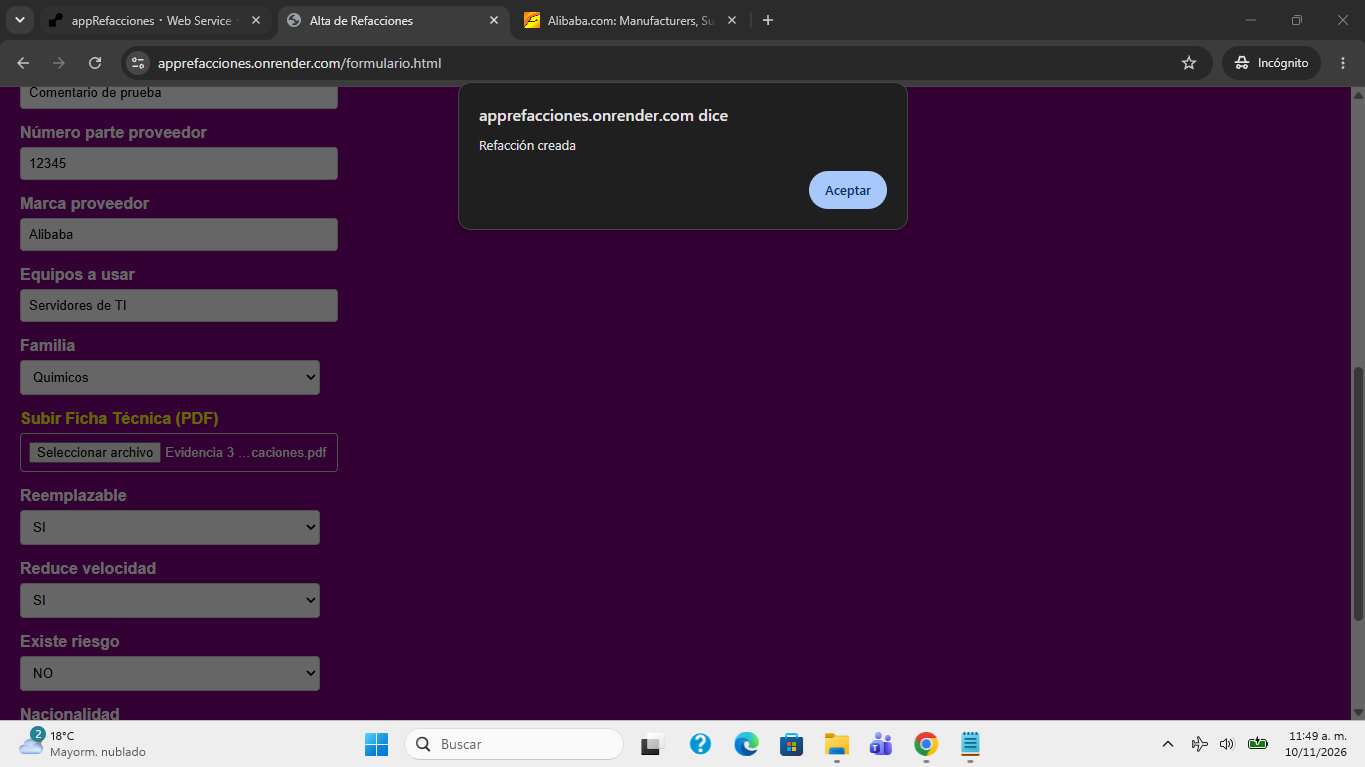 appRefacciones · Web Service
Alta de Refacciones
Alibaba.com: Manufacturers, Su
apprefacciones.onrender.com/formulario.html
Incógnito
Comentario de prueba
Número parte proveedor
12345
Marca proveedor
Alibaba
Equipos a usar
Servidores de TI
Familia
Quimicos
Subir Ficha Técnica (PDF)
Seleccionar archivo Evidencia 3 ...caciones.pdf
Reemplazable
SI
Reduce velocidad
SI
Existe riesgo
NO
Nacionalidad
apprefacciones.onrender.com dice
Refacción creada
Aceptar
2
18°C
Mayorm. nublado
Buscar
11:49 a. m.
10/11/2026